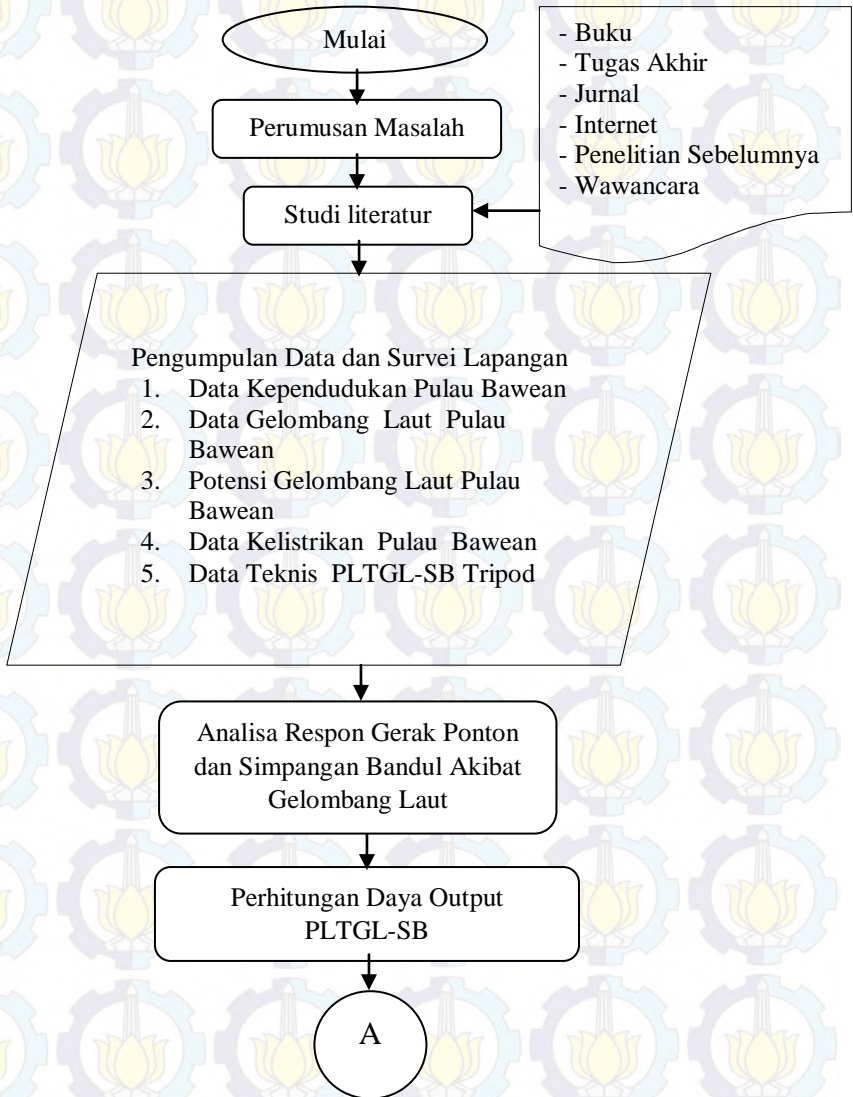 Mulai
- Buku
- Tugas Akhir
- Jurnal
- Internet
- Penelitian Sebelumnya
- Wawancara
Perumusan Masalah
Studi literatur
Pengumpulan Data dan Survei Lapangan
1. Data Kependudukan Pulau Bawean
2. Data Gelombang Laut Pulau
Bawean
3. Potensi Gelombang Laut Pulau
Bawean
4. Data Kelistrikan Pulau Bawean
5. Data Teknis PLTGL-SB Tripod
Analisa Respon Gerak Ponton
dan Simpangan Bandul Akibat
Gelombang Laut
Perhitungan Daya Output
PLTGL-SB
A